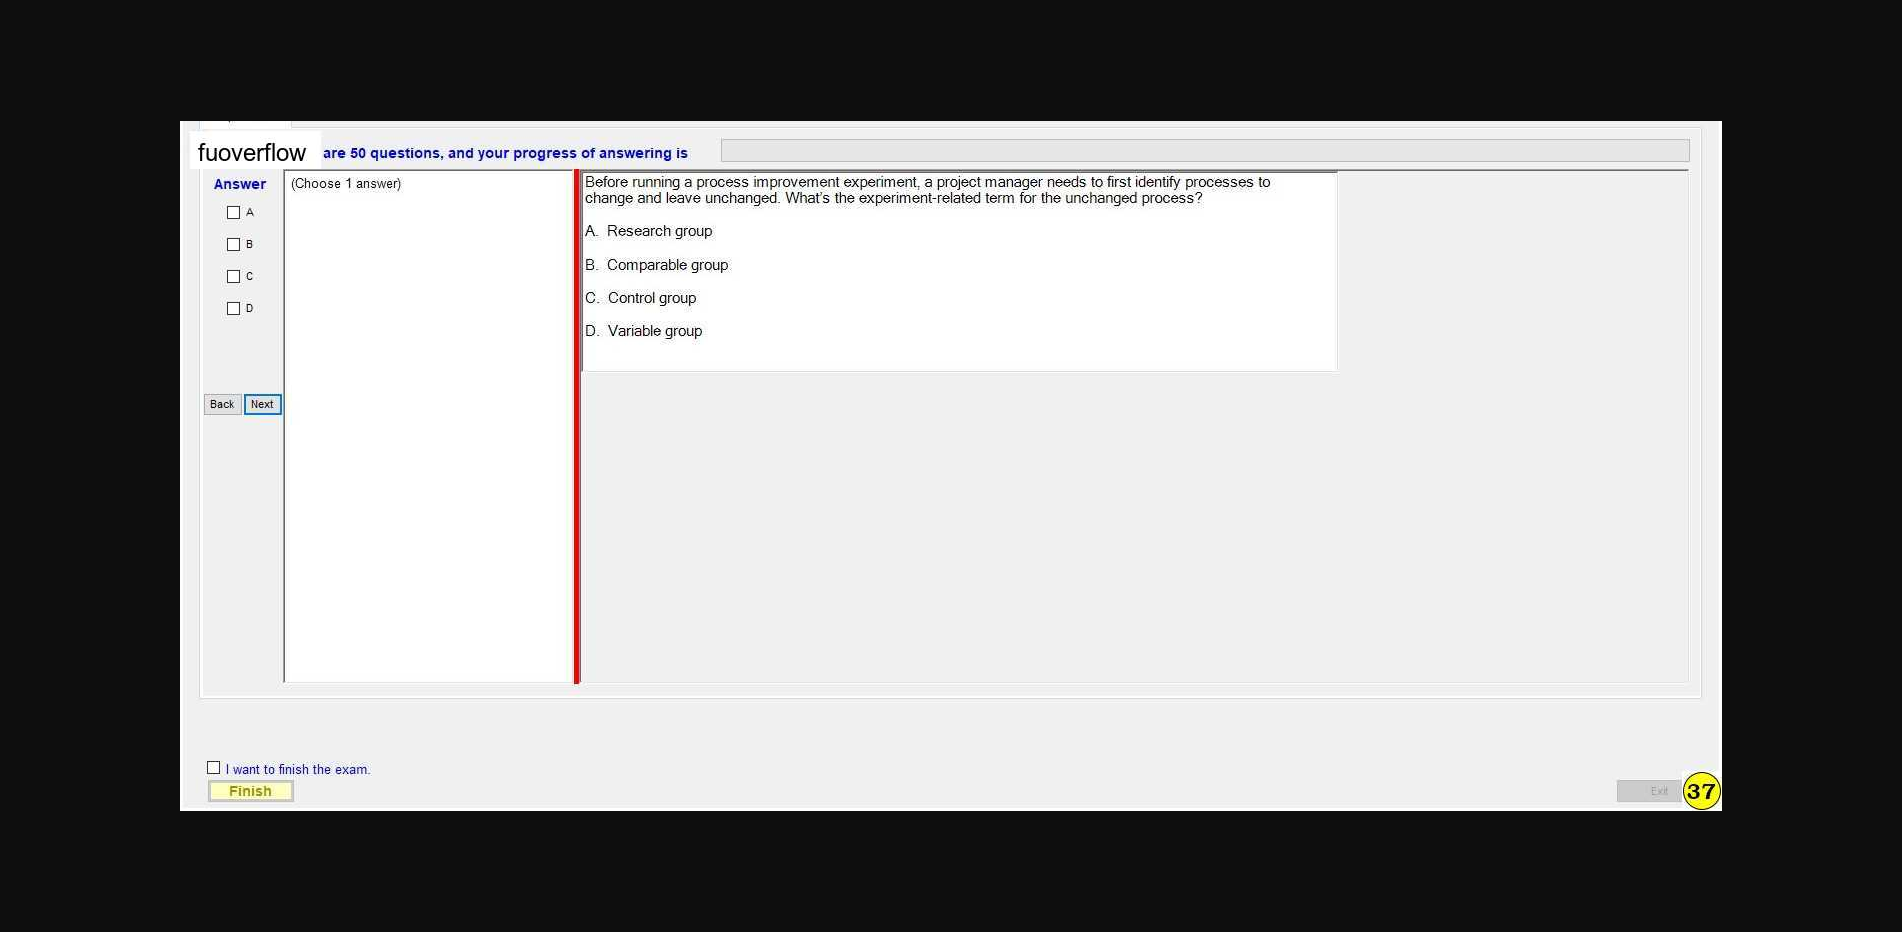 fuoverflow are 50 questions, and your progress of answering is
Answer
(Choose 1 answer)
A
B
C
D
Back Next
Before running a process improvement experiment, a project manager needs to first identify processes to
change and leave unchanged. What's the experiment-related term for the unchanged process?
A. Research group
B. Comparable group
C. Control group
D. Variable group
I want to finish the exam.
Finish
Exit
37